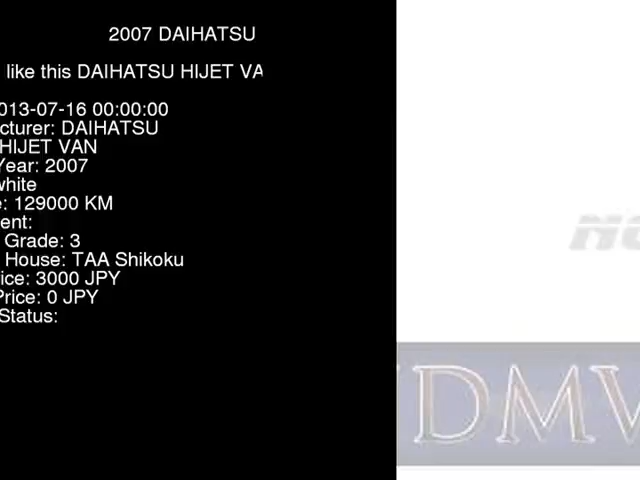 2007 DAIHATSU
like this DAIHATSU HIJET VA
013-07-16 00:00:00
cturer: DAIHATSU
HIJET VAN
Year: 2007
white
e: 129000 KM
ent:
Grade: 3
House: TAA Shikoku
ice: 3000 JPY
Price: 0 JPY
Status:
DMV